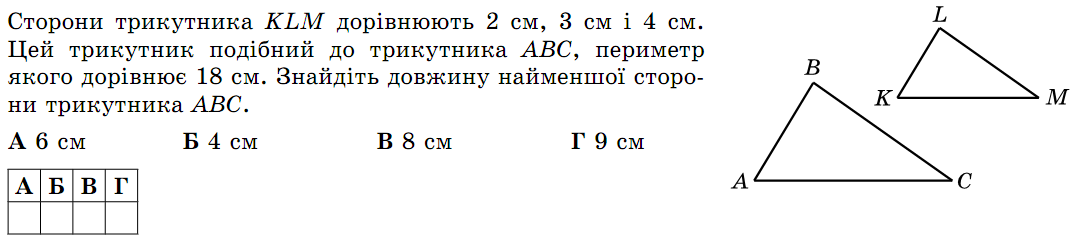 Сторони трикутника KLM дорівнюють 2 см, 3 см і 4 см.
Цей трикутник подібний до трикутника ABC, периметр
якого дорівнює 18 см. Знайдіть довжину найменшої сторо-
ни трикутника ABC.
А 6 см Б 4 см В 8 см Г 9 см
А Б В Г
L
K M
B
A C